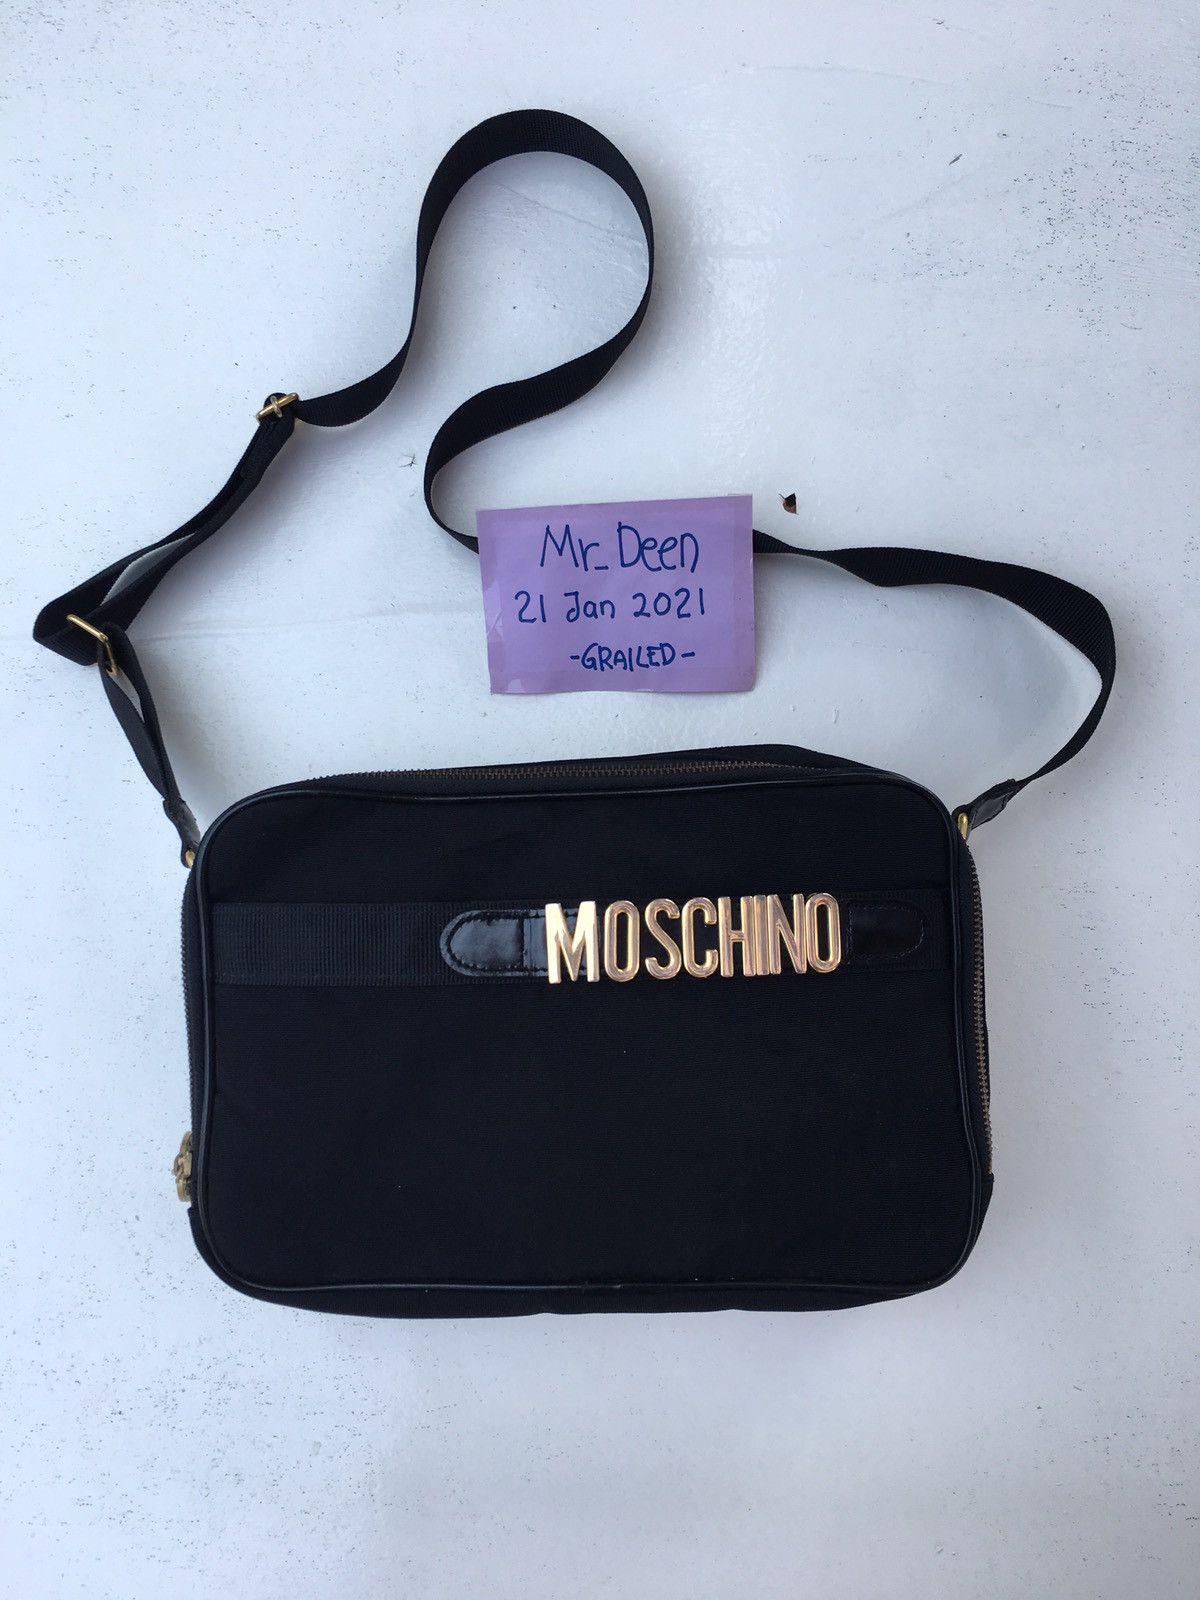 Mr_Deen
21 Jan 2021
-GRAILED-
MOSCHINO